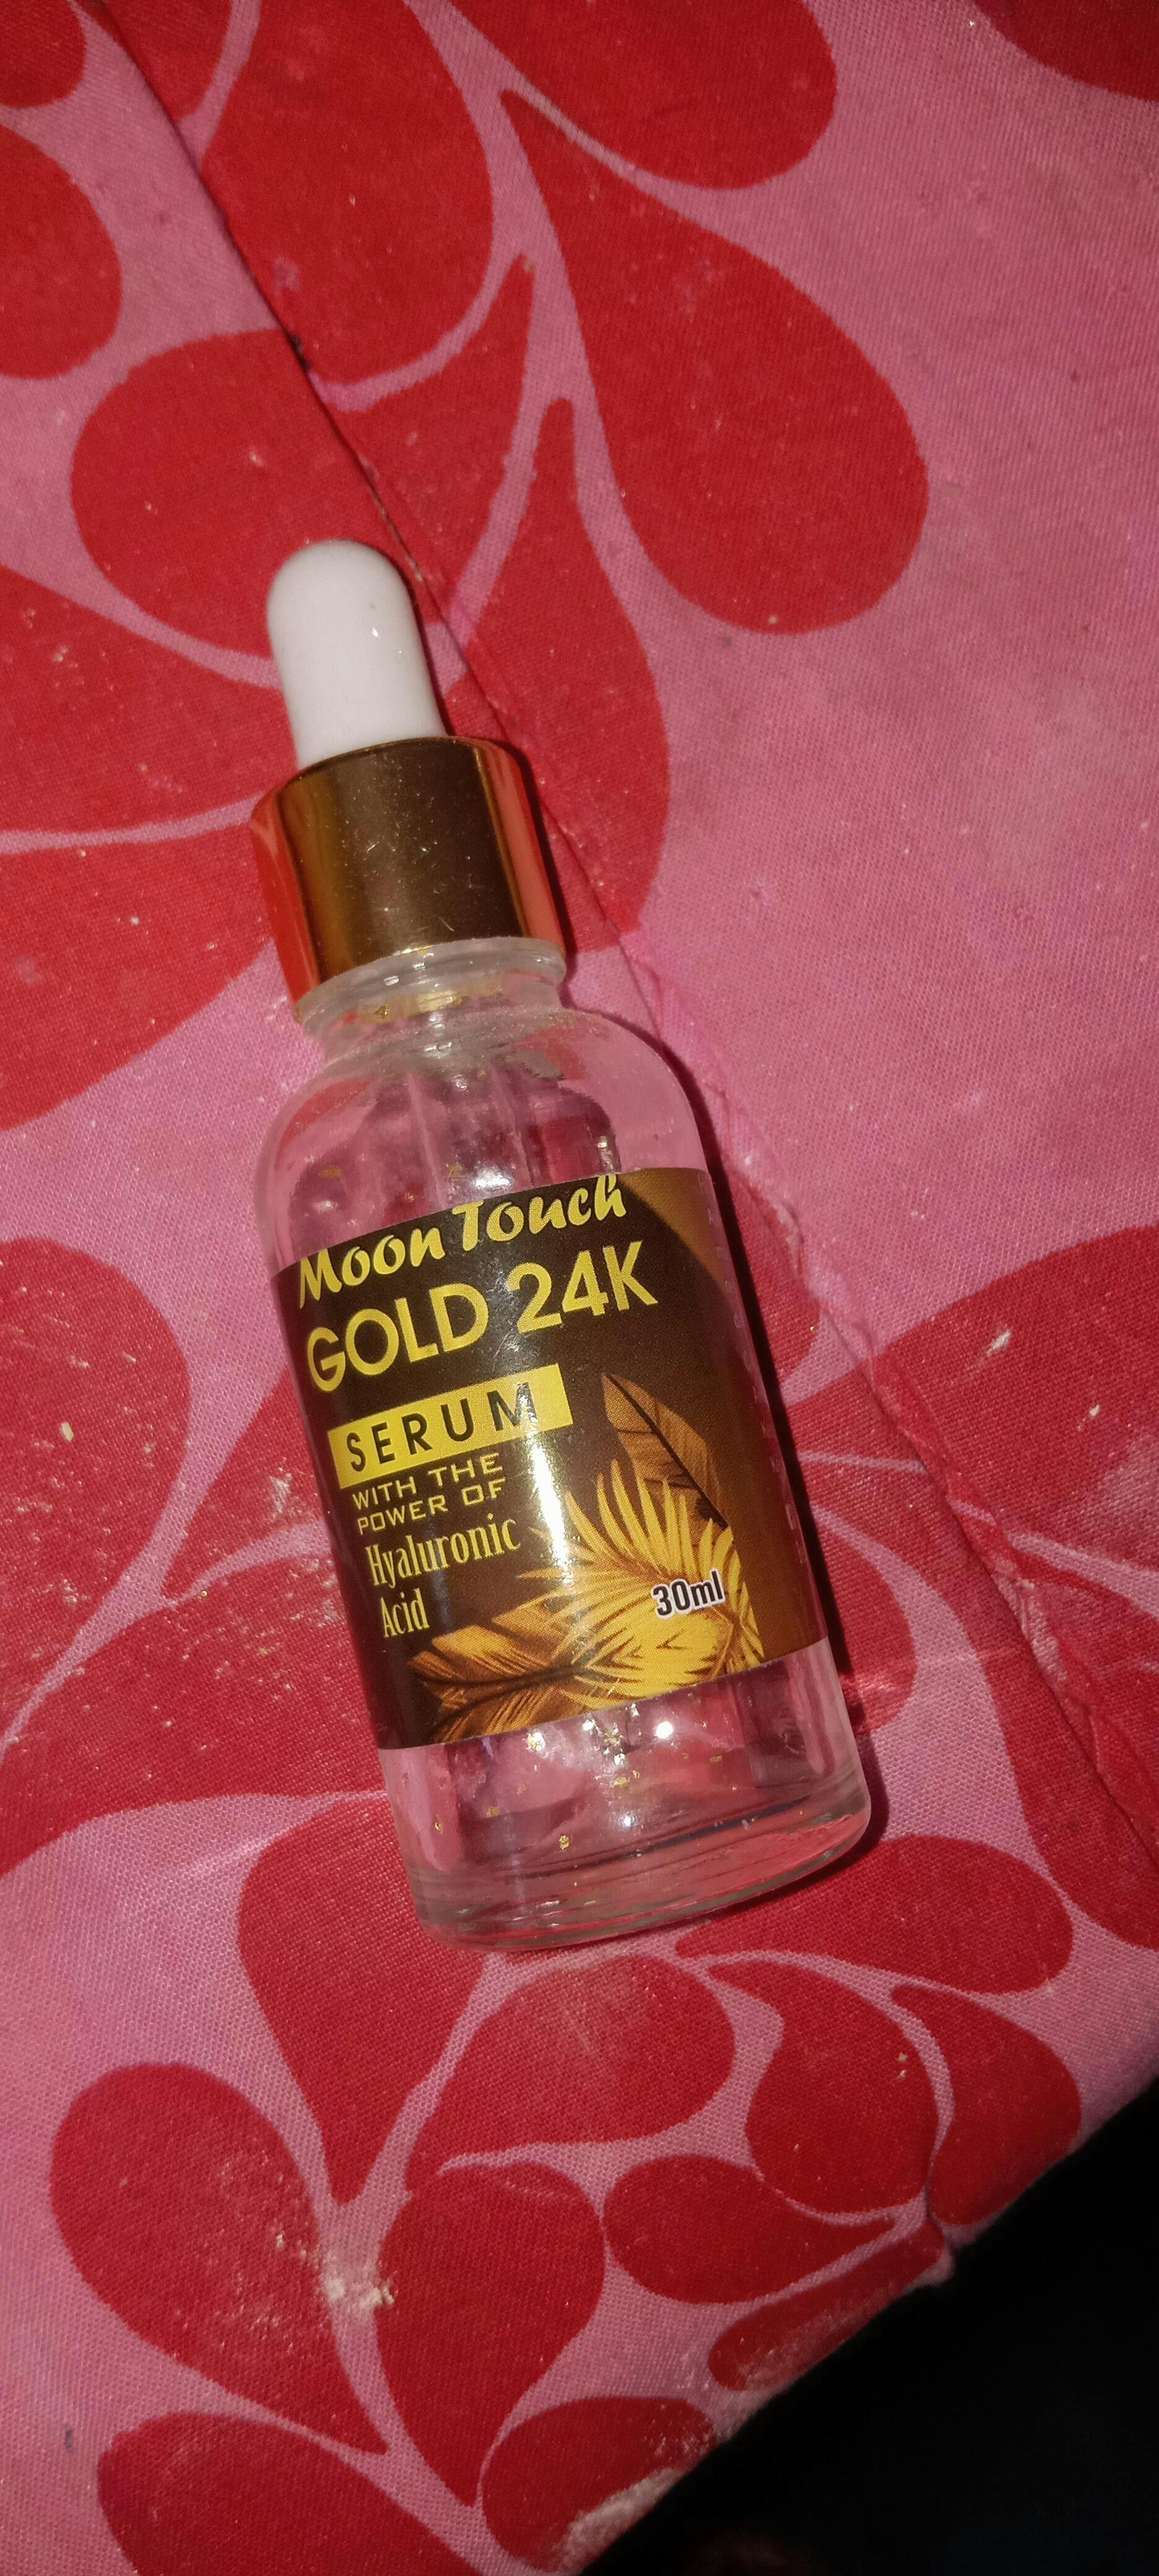 Moon Touch
GOLD 24K
SERUM
WITH THE
POWER OF
Hyaluronic
Acid
30ml